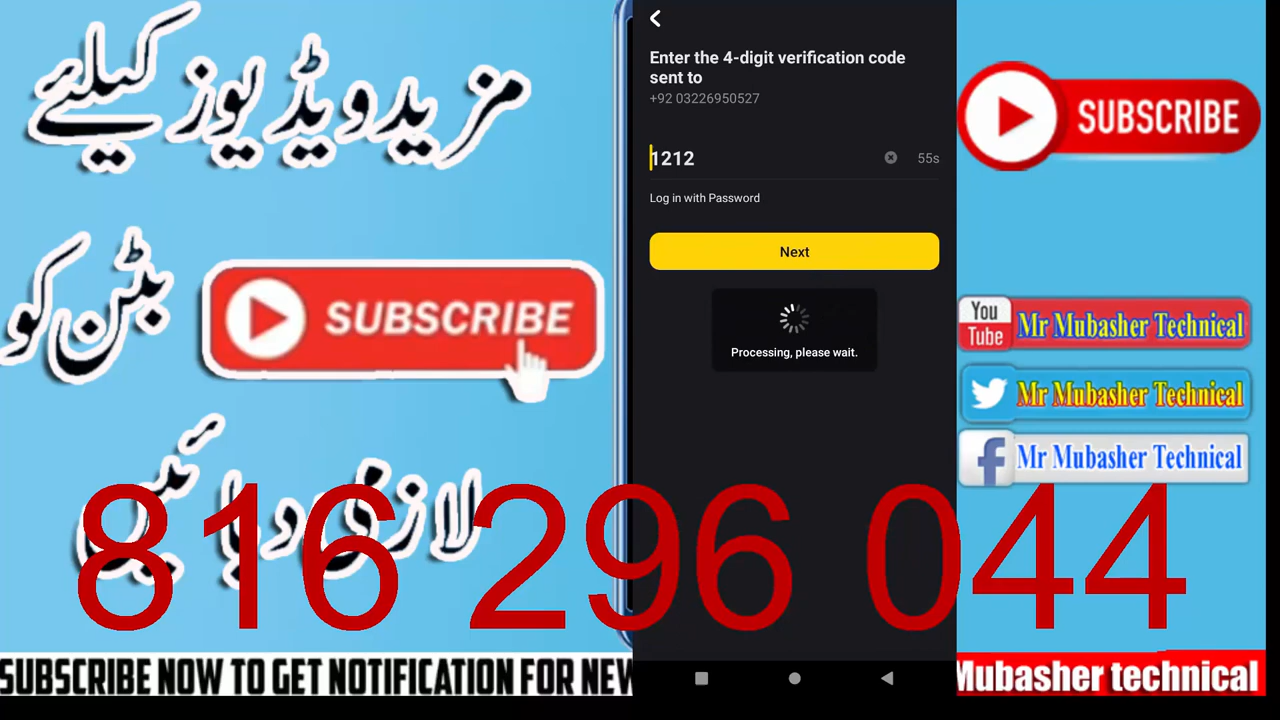 مزید ویڈیوز کیلئے
بٹن کو
SUBSCRIBE
لازمی دبائیں
816 296 044
SUBSCRIBE NOW TO GET NOTIFICATION FOR NEW
Enter the 4-digit verification code
sent to
+92 03226950527
1212
55s
Log in with Password
Next
Processing, please wait.
SUBSCRIBE
You
Tube
Mr Mubasher Technical
Mr Mubasher Technical
Mr Mubasher Technical
Mubasher technical